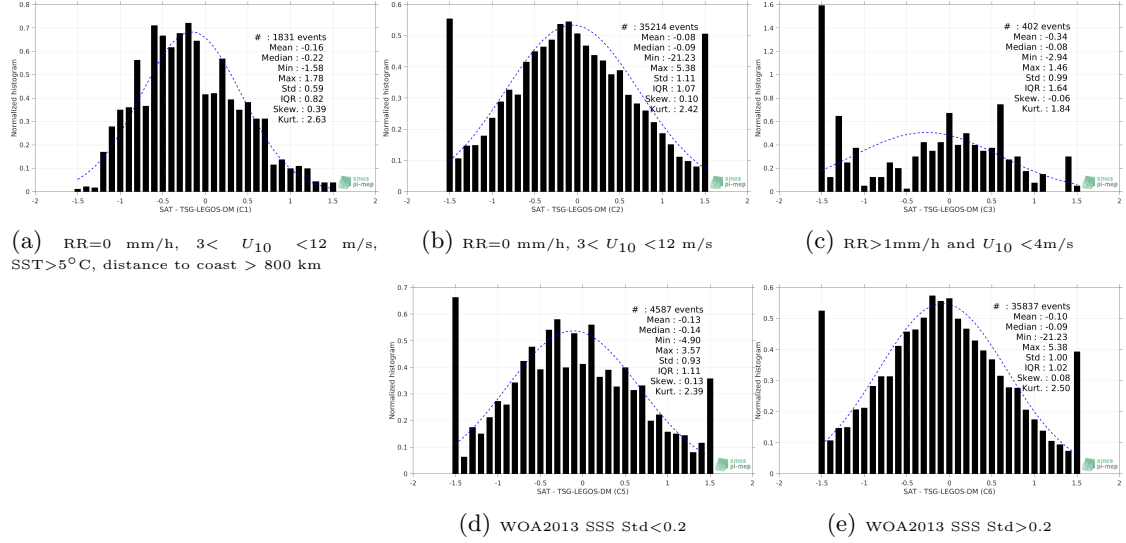 0.8
0.7
0.6
0.5
0.4
0.3
0.2
0.1
0
Normalized histogram
# : 1831 events
Mean : -0.16
Median : -0.22
Min : -1.58
Max : 1.78
Std : 0.59
IQR : 0.82
Skew. : 0.39
Kurt. : 2.63
smos
pi-mep
-2 -1.5 -1 -0.5 0 0.5 1 1.5 2
SAT - TSG-LEGOS-DM (C1)
(a) RR=0 mm/h, 3< U10 <12 m/s,
SST>5°C, distance to coast > 800 km
0.6
0.5
0.4
0.3
0.2
0.1
0
Normalized histogram
# : 35214 events
Mean : -0.08
Median : -0.09
Min : -21.23
Max : 5.38
Std : 1.11
IQR : 1.07
Skew. : 0.10
Kurt. : 2.42
smos
pi-mep
-2 -1.5 -1 -0.5 0 0.5 1 1.5 2
SAT - TSG-LEGOS-DM (C2)
(b) RR=0 mm/h, 3< U10 <12 m/s
1.6
1.4
1.2
1
0.8
0.6
0.4
0.2
0
Normalized histogram
# : 402 events
Mean : -0.34
Median : -0.08
Min : -2.94
Max : 1.46
Std : 0.99
IQR : 1.64
Skew. : -0.06
Kurt. : 1.84
smos
pi-mep
-2 -1.5 -1 -0.5 0 0.5 1 1.5 2
SAT - TSG-LEGOS-DM (C3)
(c) RR>1mm/h and U10 <4m/s
0.7
0.6
0.5
0.4
0.3
0.2
0.1
0
Normalized histogram
# : 4587 events
Mean : -0.13
Median : -0.14
Min : -4.90
Max : 3.57
Std : 0.93
IQR : 1.11
Skew. : 0.13
Kurt. : 2.39
smos
pi-mep
-2 -1.5 -1 -0.5 0 0.5 1 1.5 2
SAT - TSG-LEGOS-DM (C5)
(d) WOA2013 SSS Std<0.2
0.6
0.5
0.4
0.3
0.2
0.1
0
Normalized histogram
# : 35837 events
Mean : -0.10
Median : -0.09
Min : -21.23
Max : 5.38
Std : 1.00
IQR : 1.02
Skew. : 0.08
Kurt. : 2.50
smos
pi-mep
-2 -1.5 -1 -0.5 0 0.5 1 1.5 2
SAT - TSG-LEGOS-DM (C6)
(e) WOA2013 SSS Std>0.2